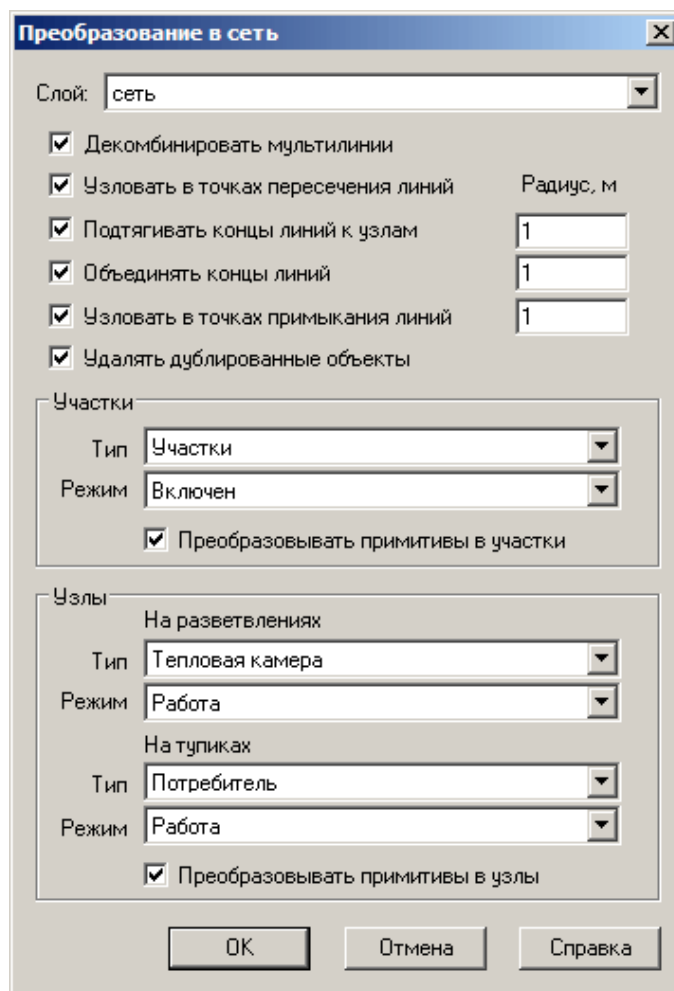 Преобразование в сеть
Слой: сеть
Декомбинировать мультилинии
Узловать в точках пересечения линий Радиус, м
Подтягивать концы линий к узлам 1
Объединять концы линий 1
Узловать в точках примыкания линий 1
Удалять дублированные объекты
Участки
Тип Участки
Режим Включен
Преобразовывать примитивы в участки
Узлы
На разветвлениях
Тип Тепловая камера
Режим Работа
На тупиках
Тип Потребитель
Режим Работа
Преобразовывать примитивы в узлы
OK Отмена Справка